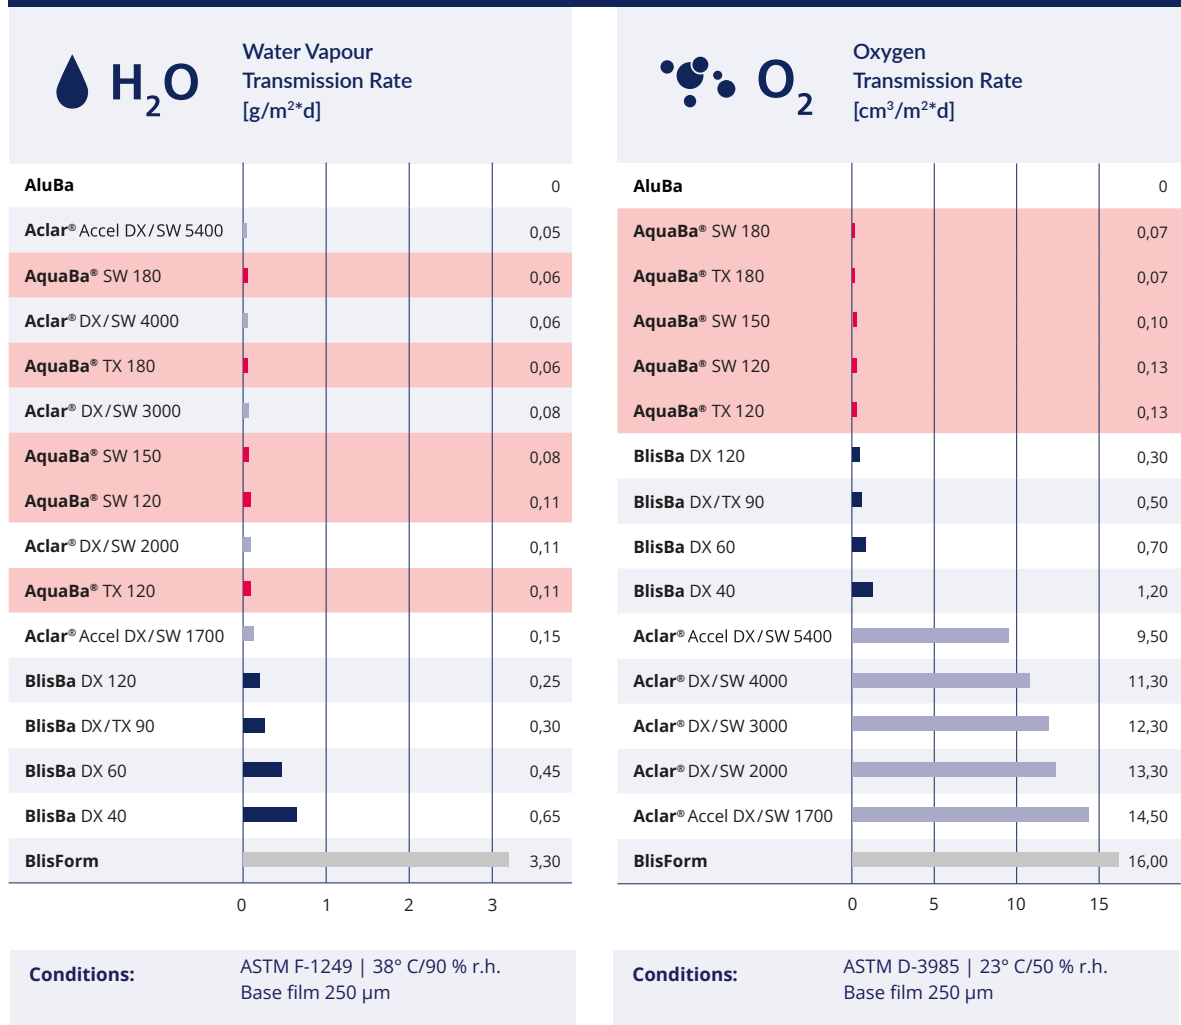 H2O
Water Vapour
Transmission Rate
[g/m²*d]
AluBa 0
Aclar® Accel DX/SW 5400 0,05
AquaBa® SW 180 0,06
Aclar® DX/SW 4000 0,06
AquaBa® TX 180 0,06
Aclar® DX/SW 3000 0,08
AquaBa® SW 150 0,08
AquaBa® SW 120 0,11
Aclar® DX/SW 2000 0,11
AquaBa® TX 120 0,11
Aclar® Accel DX/SW 1700 0,15
BlisBa DX 120 0,25
BlisBa DX/TX 90 0,30
BlisBa DX 60 0,45
BlisBa DX 40 0,65
BlisForm 3,30
0 1 2 3
Conditions: ASTM F-1249 | 38° C/90 % r.h.
Base film 250 µm
O2
Oxygen
Transmission Rate
[cm³/m²*d]
AluBa 0
AquaBa® SW 180 0,07
AquaBa® TX 180 0,07
AquaBa® SW 150 0,10
AquaBa® SW 120 0,13
AquaBa® TX 120 0,13
BlisBa DX 120 0,30
BlisBa DX/TX 90 0,50
BlisBa DX 60 0,70
BlisBa DX 40 1,20
Aclar® Accel DX/SW 5400 9,50
Aclar® DX/SW 4000 11,30
Aclar® DX/SW 3000 12,30
Aclar® DX/SW 2000 13,30
Aclar® Accel DX/SW 1700 14,50
BlisForm 16,00
0 5 10 15
Conditions: ASTM D-3985 | 23° C/50 % r.h.
Base film 250 µm